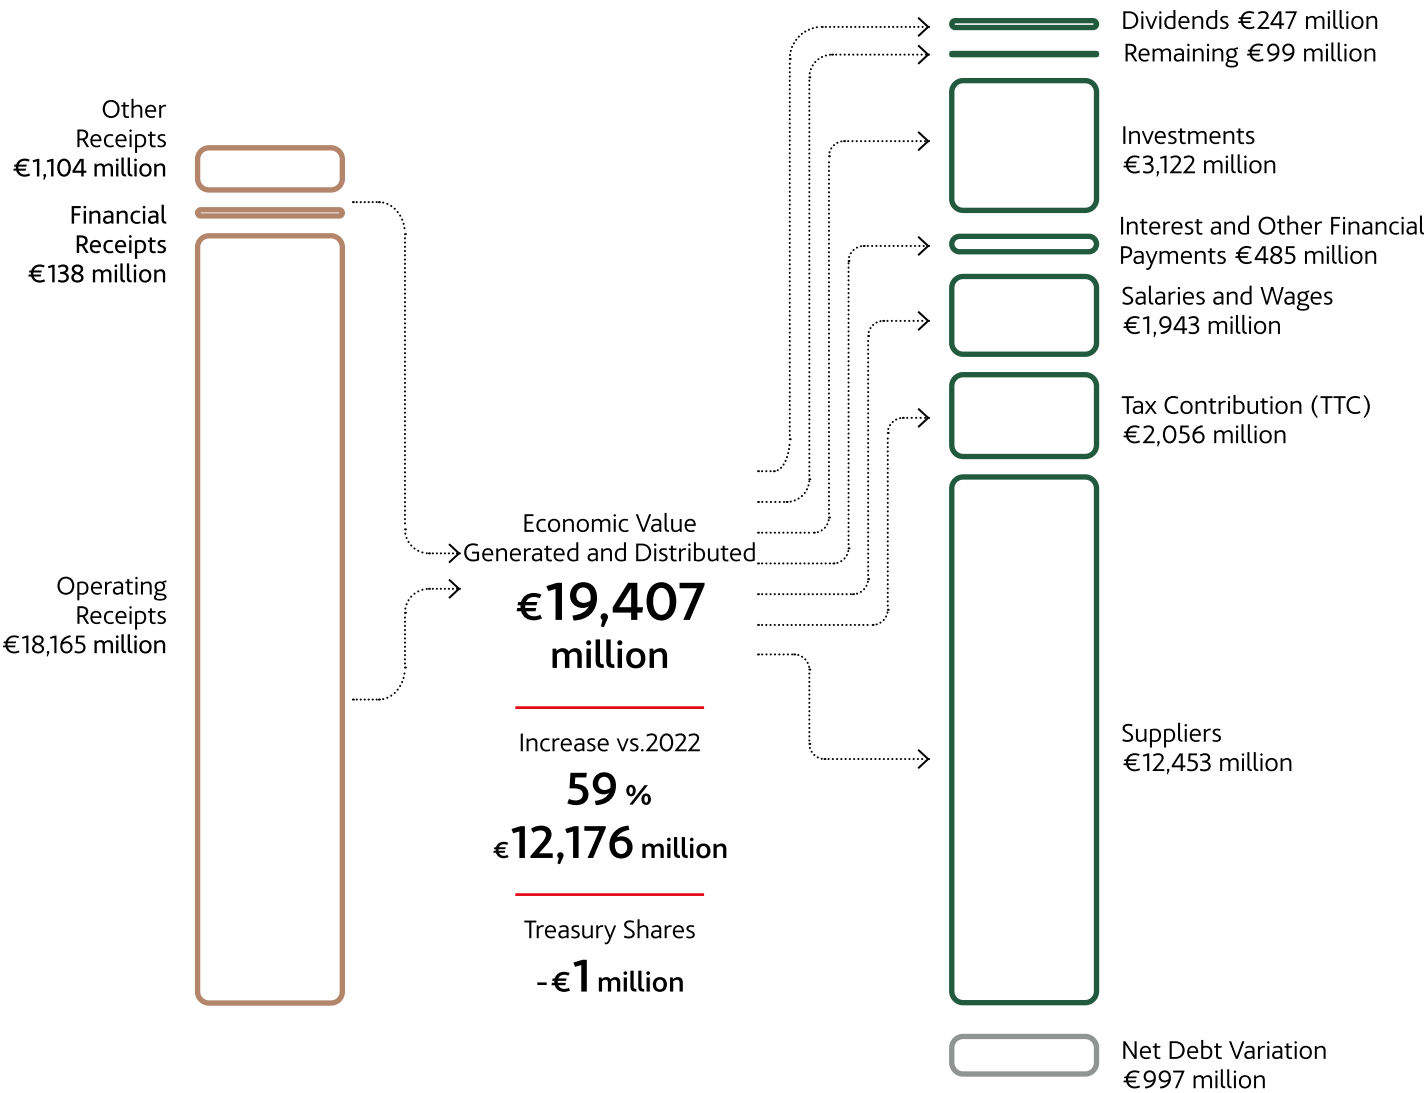 Other
Receipts
€1,104 million
Financial
Receipts
€138 million
Operating
Receipts
€18,165 million
Economic Value
Generated and Distributed
€19,407
million
Increase vs.2022
59 %
€12,176 million
Treasury Shares
-€1 million
Dividends €247 million
Remaining €99 million
Investments
€3,122 million
Interest and Other Financial
Payments €485 million
Salaries and Wages
€1,943 million
Tax Contribution (TTC)
€2,056 million
Suppliers
€12,453 million
Net Debt Variation
€997 million